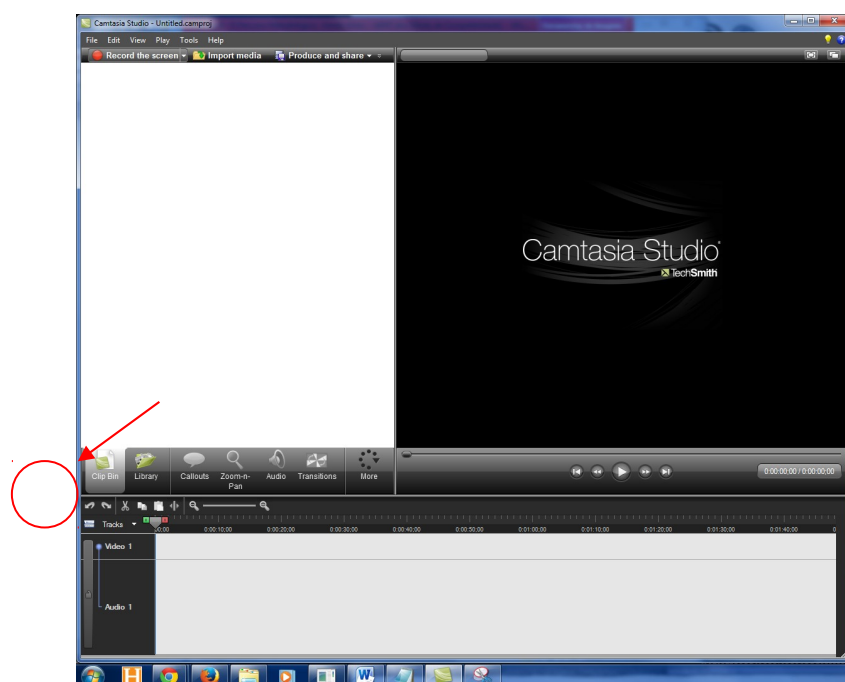 Camtasia Studio - Untitled.camproj
File Edit View Play Tools Help
Record the screen Import media Produce and share
Camtasia Studio
TechSmith
Clip Bin Library Callouts Zoom-n-Pan Audio Transitions More
0:00:00;00 / 0:00:00;00
Tracks 0:00:10;00 0:00:20;00 0:00:30;00 0:00:40;00 0:00:50;00 0:01:00;00 0:01:10;00 0:01:20;00 0:01:30;00 0:01:40;00
Video 1
Audio 1